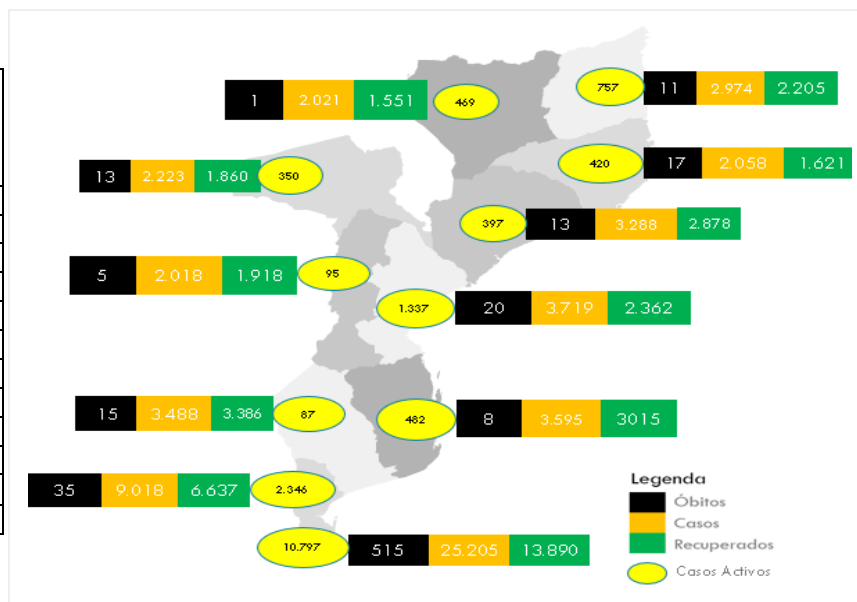 1 2.021 1.551 469
757 11 2.974 2.205
13 2.223 1.860 350
420 17 2.058 1.621
397 13 3.288 2.878
5 2.018 1.918 95
1.337 20 3.719 2.362
15 3.488 3.386 87
482 8 3.595 3015
35 9.018 6.637 2.346
10.797 515 25.205 13.890
Legenda
Óbitos
Casos
Recuperados
Casos Activos